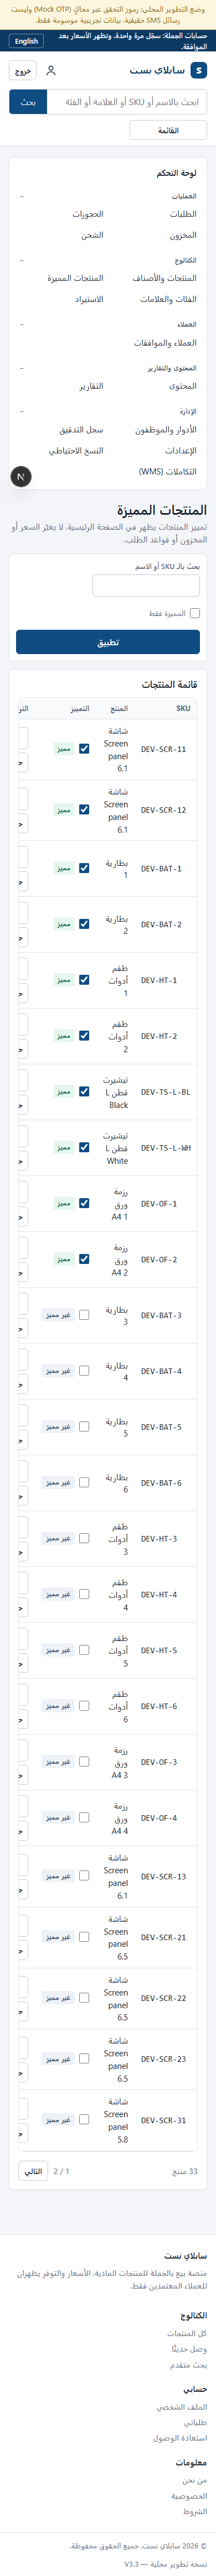 وضع التطوير المحلي: رموز التحقق عبر محاكٍ (Mock OTP) وليست رسائل SMS حقيقية. بيانات تجريبية موسومة فقط.
حسابات الجملة: سجّل مرة واحدة، وتظهر الأسعار بعد الموافقة.
English
S
سابلاي نست
خروج
ابحث بالاسم أو SKU أو العلامة أو الفئة
بحث
القائمة
لوحة التحكم
العمليات
–
الطلبات
الحجوزات
المخزون
الشحن
الكتالوج
–
المنتجات والأصناف
المنتجات المميزة
الفئات والعلامات
الاستيراد
العملاء
–
العملاء والموافقات
المحتوى والتقارير
–
المحتوى
التقارير
الإدارة
–
الأدوار والموظفون
سجل التدقيق
الإعدادات
النسخ الاحتياطي
التكاملات (WMS)
N
المنتجات المميزة
تمييز المنتجات يظهر في الصفحة الرئيسية. لا يغيّر السعر أو المخزون أو قواعد الطلب.
بحث بالـ SKU أو الاسم
المميزة فقط
تطبيق
قائمة المنتجات
SKU
المنتج
التمييز
DEV-SCR-11
شاشة Screen panel 6.1
مميز
DEV-SCR-12
شاشة Screen panel 6.1
مميز
DEV-BAT-1
بطارية 1
مميز
DEV-BAT-2
بطارية 2
مميز
DEV-HT-1
طقم أدوات 1
مميز
DEV-HT-2
طقم أدوات 2
مميز
DEV-TS-L-BL
تيشيرت قطن L Black
مميز
DEV-TS-L-WH
تيشيرت قطن L White
مميز
DEV-OF-1
رزمة ورق A4 1
مميز
DEV-OF-2
رزمة ورق A4 2
مميز
DEV-BAT-3
بطارية 3
غير مميز
DEV-BAT-4
بطارية 4
غير مميز
DEV-BAT-5
بطارية 5
غير مميز
DEV-BAT-6
بطارية 6
غير مميز
DEV-HT-3
طقم أدوات 3
غير مميز
DEV-HT-4
طقم أدوات 4
غير مميز
DEV-HT-5
طقم أدوات 5
غير مميز
DEV-HT-6
طقم أدوات 6
غير مميز
DEV-OF-3
رزمة ورق A4 3
غير مميز
DEV-OF-4
رزمة ورق A4 4
غير مميز
DEV-SCR-13
شاشة Screen panel 6.1
غير مميز
DEV-SCR-21
شاشة Screen panel 6.5
غير مميز
DEV-SCR-22
شاشة Screen panel 6.5
غير مميز
DEV-SCR-23
شاشة Screen panel 6.5
غير مميز
DEV-SCR-31
شاشة Screen panel 5.8
غير مميز
33 منتج
1 / 2
التالي
سابلاي نست
منصة بيع بالجملة للمنتجات المادية. الأسعار والتوفر يظهران للعملاء المعتمدين فقط.
الكتالوج
كل المنتجات
وصل حديثًا
بحث متقدم
حسابي
الملف الشخصي
طلباتي
استعادة الوصول
معلومات
من نحن
الخصوصية
الشروط
© 2026 سابلاي نست. جميع الحقوق محفوظة.
نسخة تطوير محلية — V3.3